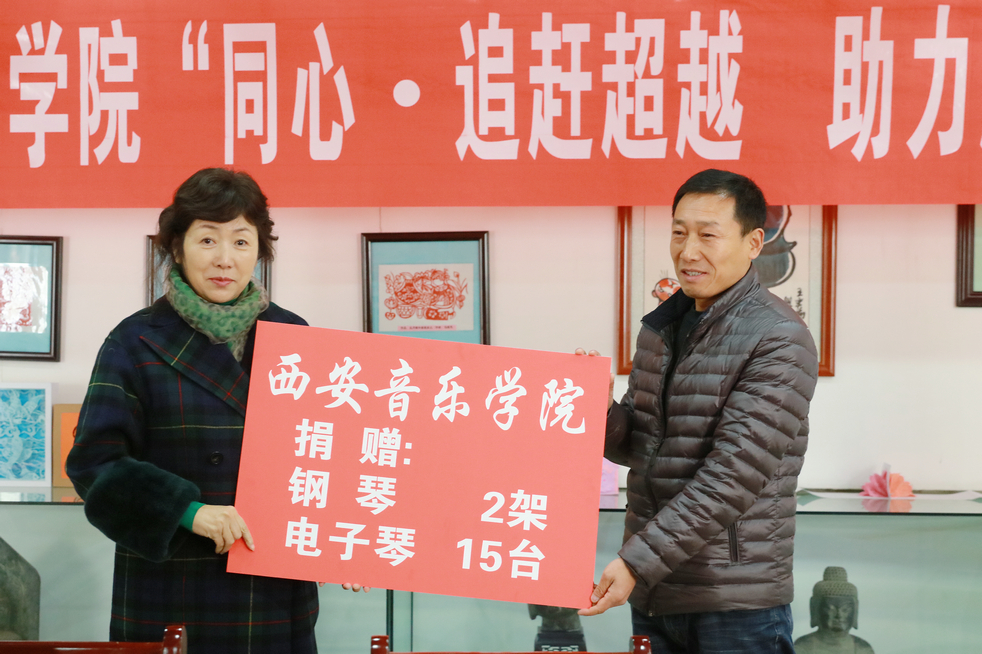 学院“同心·追赶超越 助力
西安音乐学院
捐赠:
钢琴 2架
电子琴 15台